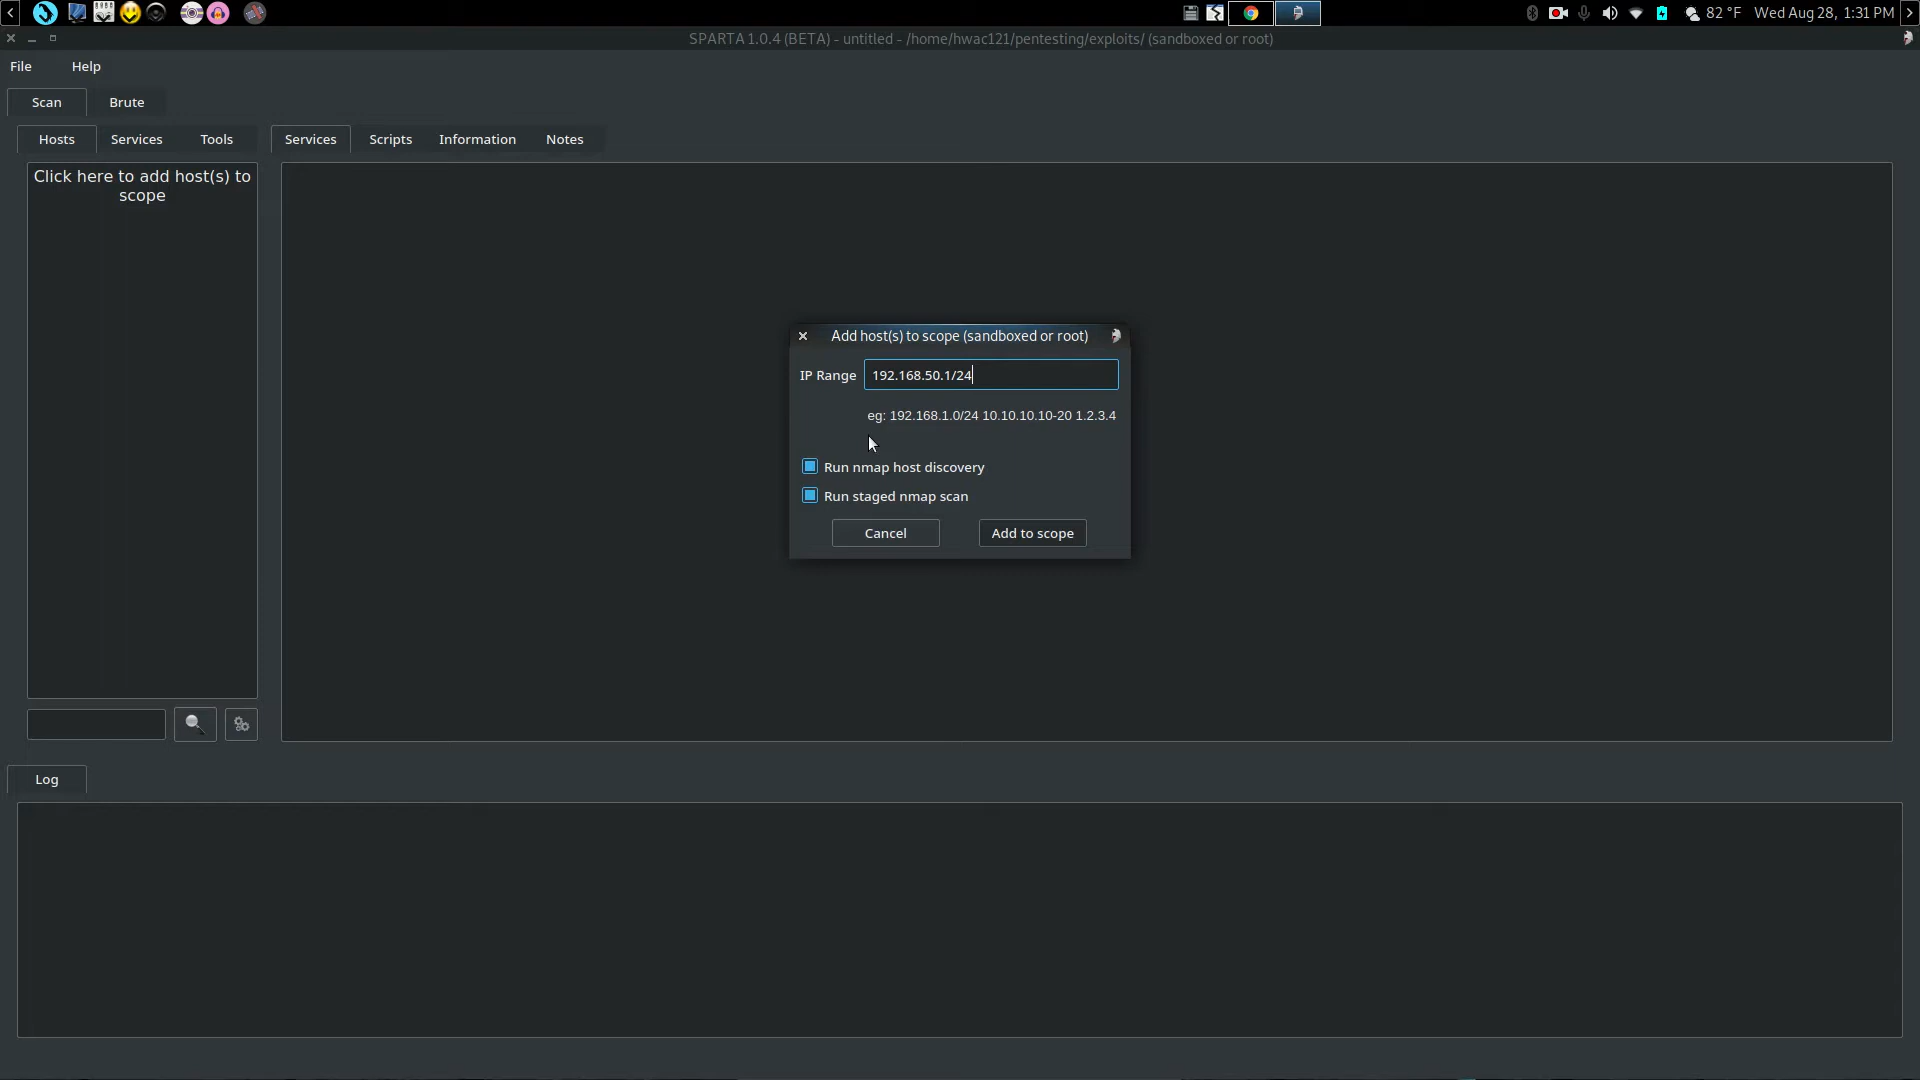 82 °F Wed Aug 28, 1:31 PM
SPARTA 1.0.4 (BETA) - untitled - /home/hwac121/pentesting/exploits/ (sandboxed or root)
File Help
Scan Brute
Hosts Services Tools Services Scripts Information Notes
Click here to add host(s) to
scope
Add host(s) to scope (sandboxed or root)
IP Range 192.168.50.1/24
eg: 192.168.1.0/24 10.10.10.10-20 1.2.3.4
Run nmap host discovery
Run staged nmap scan
Cancel Add to scope
Log